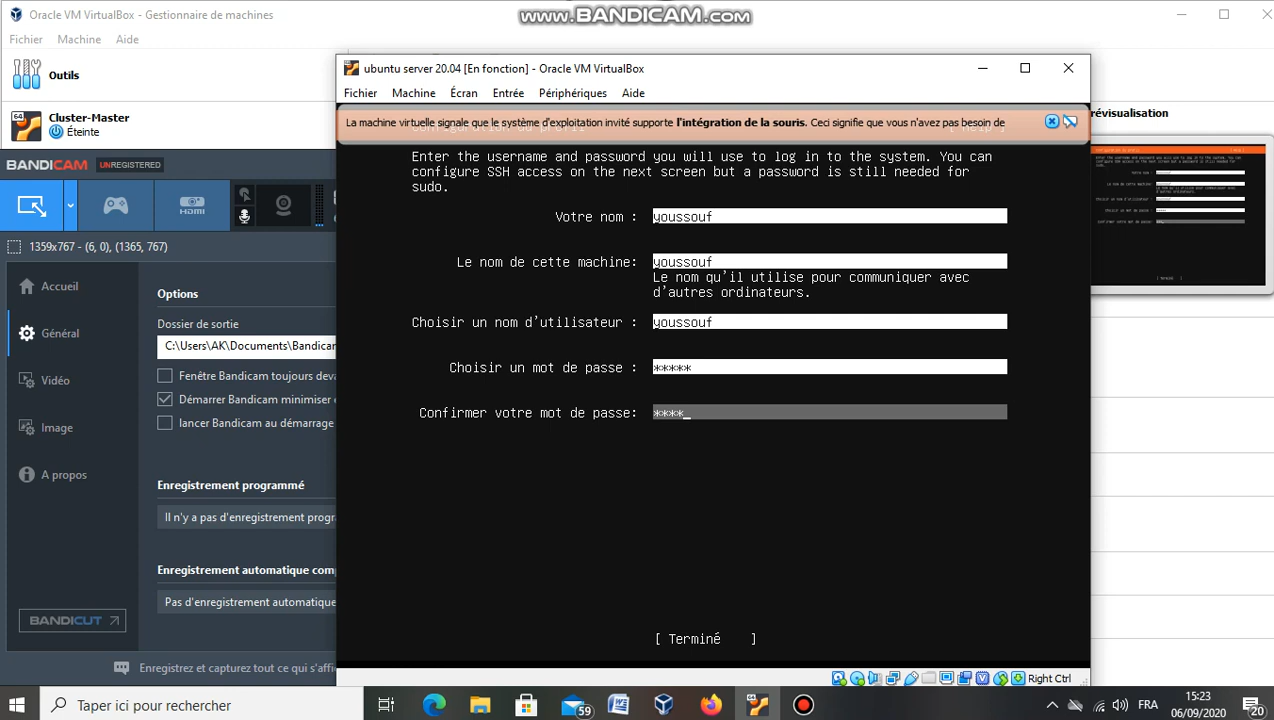 Oracle VM VirtualBox - Gestionnaire de machines
www.BANDICAM.com
Fichier Machine Aide
Outils
64
Cluster-Master
Éteinte
BANDICAM UNREGISTERED
HDMI
1359x767 - (6, 0), (1365, 767)
Accueil
Général
Vidéo
Image
A propos
BANDICUT
Options
Dossier de sortie
C:\Users\AK\Documents\Bandicam
Fenêtre Bandicam toujours deva
Démarrer Bandicam minimiser e
lancer Bandicam au démarrage
Enregistrement programmé
Il n'y a pas d'enregistrement progra
Enregistrement automatique comp
Pas d'enregistrement automatique
Enregistrez et capturez tout ce qui s'affi
ubuntu server 20.04 [En fonction] - Oracle VM VirtualBox
Fichier Machine Écran Entrée Périphériques Aide
La machine virtuelle signale que le système d'exploitation invité supporte l'intégration de la souris. Ceci signifie que vous n'avez pas besoin de
Configuration du profil [ Help ]
Enter the username and password you will use to log in to the system. You can
configure SSH access on the next screen but a password is still needed for
sudo.
Votre nom : youssouf
Le nom de cette machine: youssouf
Le nom qu'il utilise pour communiquer avec
d'autres ordinateurs.
Choisir un nom d'utilisateur : youssouf
Choisir un mot de passe : *****
Confirmer votre mot de passe: ****_
[ Terminé ]
Right Ctrl
révisualisation
Taper ici pour rechercher
59
FRA
15:23
06/09/2020
20